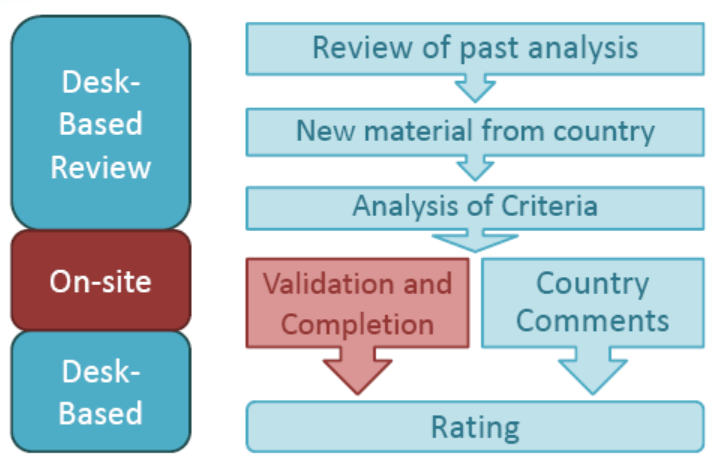 Desk-
Based
Review
On-site
Desk-
Based
Review of past analysis
New material from country
Analysis of Criteria
Validation and
Completion
Country
Comments
Rating